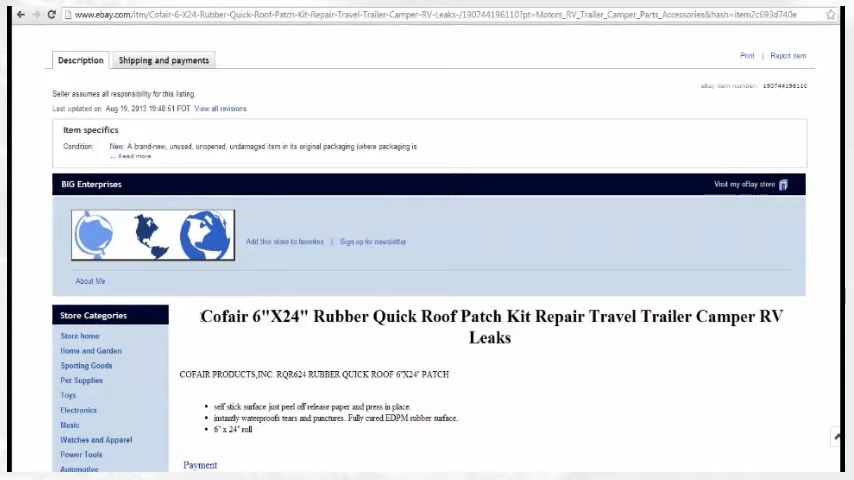 www.ebay.com/itm/Cofair-6-X24-Rubber-Quick-Roof-Patch-Kit-Repair-Travel-Trailer-Camper-RV-Leaks-/190744196110?pt=Motors_RV_Trailer_Camper_Parts_Accessories&hash=item2c693d740e
Description
Shipping and payments
Print | Report item
eBay item number: 190744196110
Seller assumes all responsibility for this listing.
Last updated on Aug 19, 2013 19:48:51 PDT View all revisions
Item specifics
Condition: New: A brand-new, unused, unopened, undamaged item in its original packaging (where packaging is
... Read more
BIG Enterprises
Visit my eBay store
Add this store to favorites | Sign up for newsletter
About Me
Store Categories
Store home
Home and Garden
Sporting Goods
Pet Supplies
Toys
Electronics
Music
Watches and Apparel
Power Tools
Automotive
Cofair 6"X24" Rubber Quick Roof Patch Kit Repair Travel Trailer Camper RV
Leaks
COFAIR PRODUCTS,INC. RQR624 RUBBER QUICK ROOF 6"X24" PATCH
self stick surface just peel off release paper and press in place.
instantly waterproofs tears and punctures. Fully cured EDPM rubber surface.
6" x 24" roll
Payment